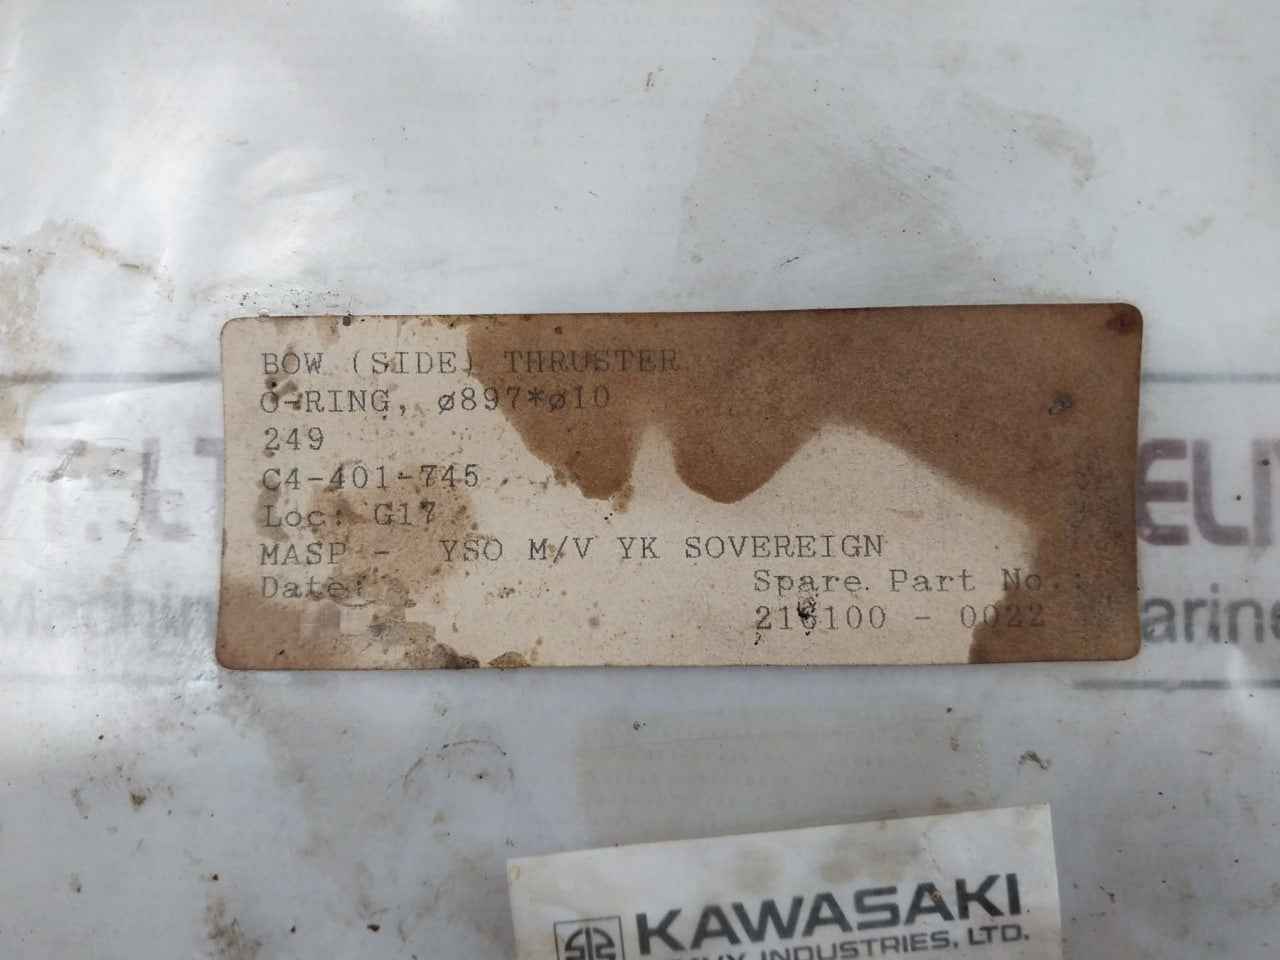 BOW (SIDE) THRUSTER
O-RING, ø897*ø10
249
C4-401-745
Loc: G17
MASP - YSO M/V YK SOVEREIGN
Date:
Spare Part No.:
216100 - 0022
KAWASAKI
INDUSTRIES, LTD.